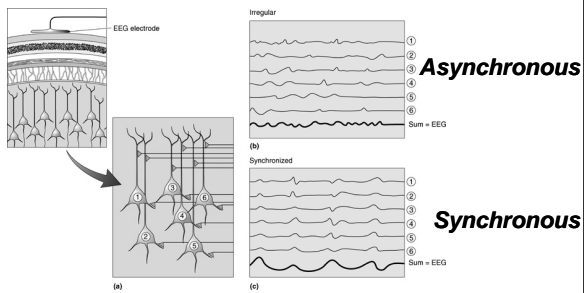 EEG electrode
1
2
3
4
5
6
(a)
Irregular
1
2
3
4
5
6
Sum = EEG
(b)
Asynchronous
Synchronized
1
2
3
4
5
6
Sum = EEG
(c)
Synchronous